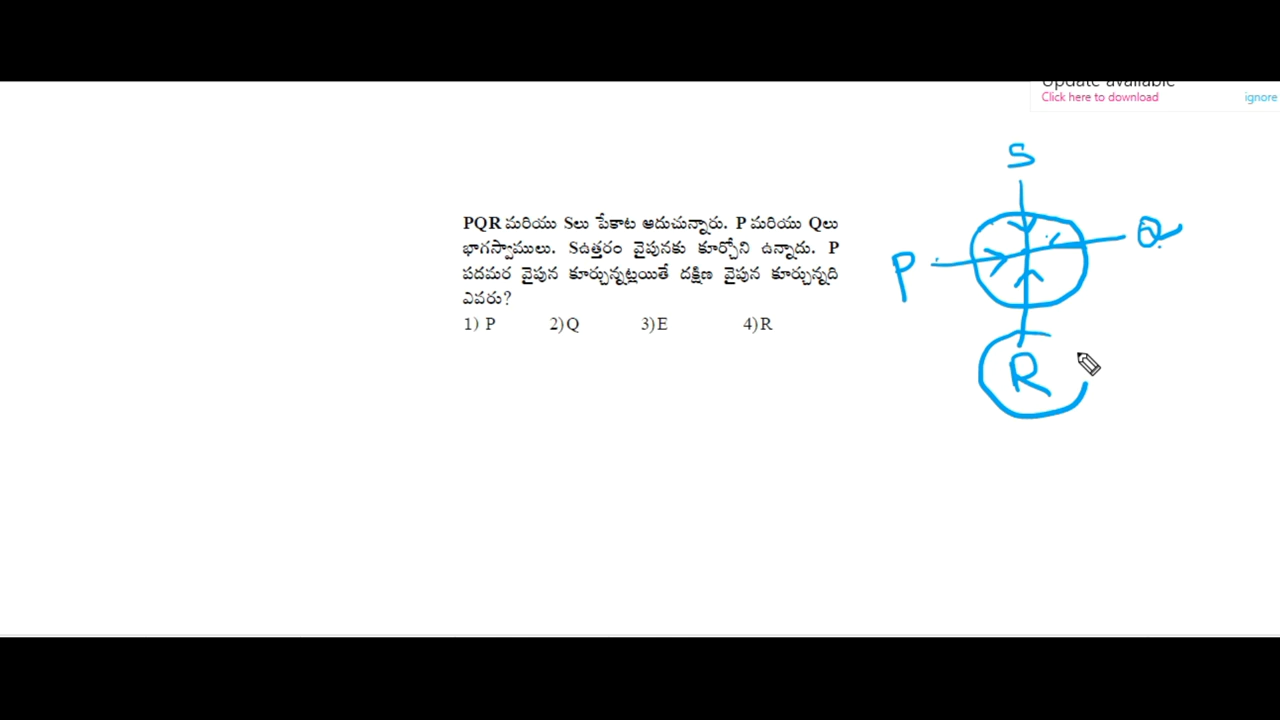 Update available
Click here to download ignore
S
PQR మరియు Sలు పేకాట ఆడుచున్నారు. P మరియు Qలు
భాగస్వాములు. Sఉత్తరం వైపునకు కూర్చోని ఉన్నాడు. P
పడమర వైపున కూర్చున్నట్లయితే దక్షిణ వైపున కూర్చున్నది
ఎవరు?
1) P 2)Q 3)E 4)R
Q
P
R